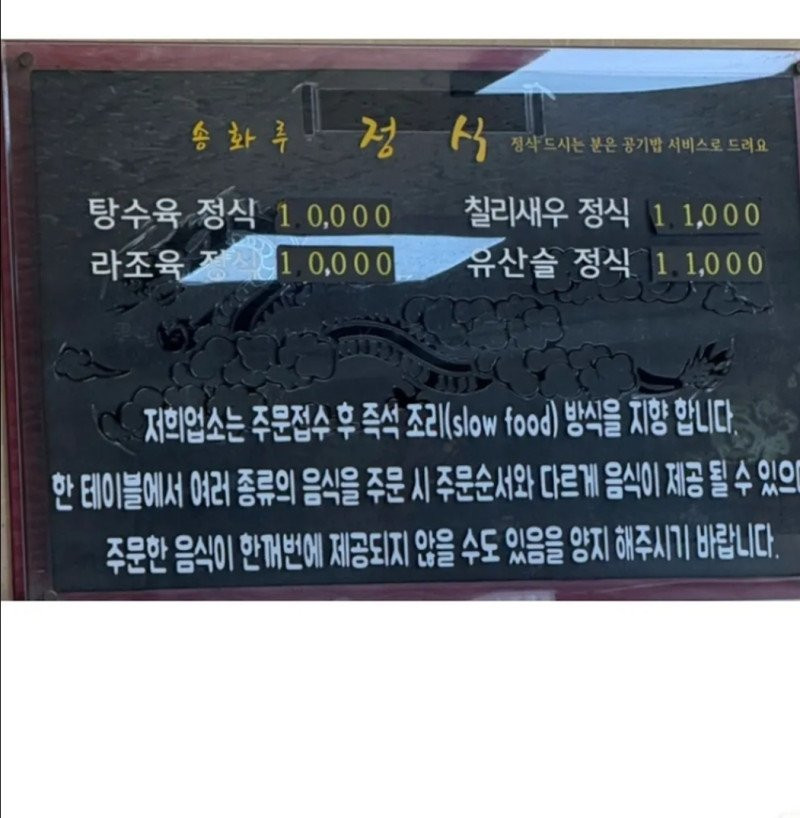 송화루 정식 정식 드시는 분은 공기밥 서비스로 드려요
탕수육 정식 10,000 칠리새우 정식 11,000
라조육 정식 10,000 유산슬 정식 11,000
저희업소는 주문접수 후 즉석 조리(slow food) 방식을 지향 합니다.
한 테이블에서 여러 종류의 음식을 주문 시 주문순서와 다르게 음식이 제공 될 수 있으며
주문한 음식이 한꺼번에 제공되지 않을 수도 있음을 양지 해주시기 바랍니다.